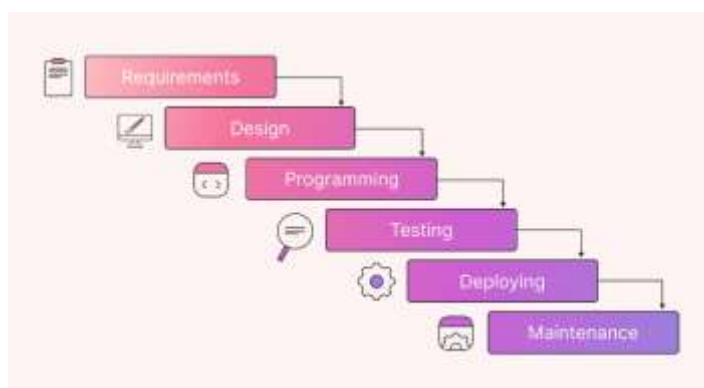 Requirements
Design
Programming
Testing
Deploying
Maintenance